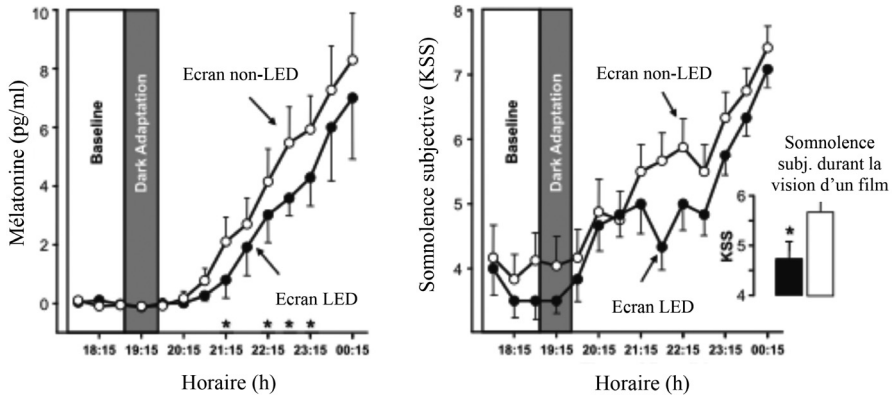 10
8
6
4
2
0
Mélatonine (pg/ml)
Baseline
Dark Adaptation
Ecran non-LED
Ecran LED
* * * *
18:15 19:15 20:15 21:15 22:15 23:15 00:15
Horaire (h)
8
7
6
5
4
3
Somnolence subjective (KSS)
Baseline
Dark Adaptation
Ecran non-LED
Ecran LED
18:15 19:15 20:15 21:15 22:15 23:15 00:15
Horaire (h)
Somnolence
subj. durant la
vision d’un film
6
5
4
KSS
*